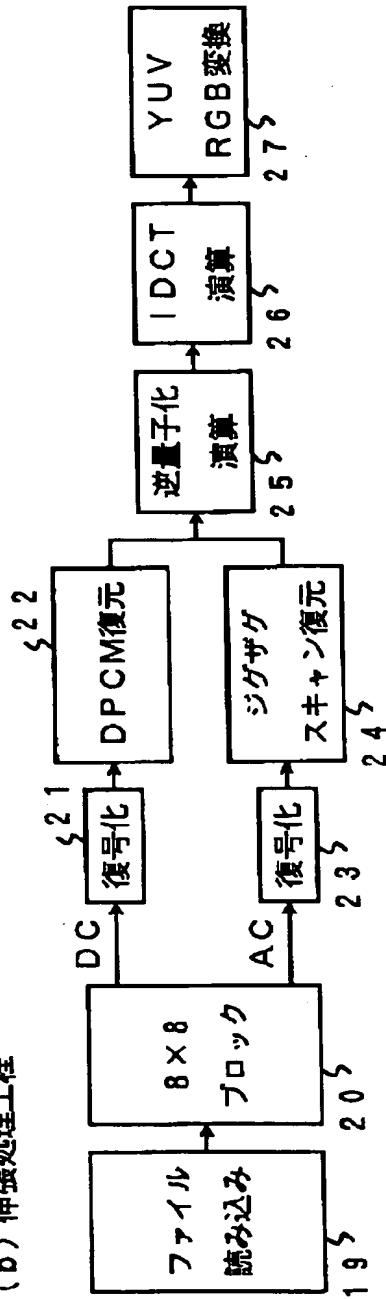 (b) 伸張処理工程
ファイル
読み込み
19
8×8
ブロック
20
DC
復号化
21
DPCM復元
22
AC
復号化
23
ジグザグ
スキャン復元
24
逆量子化
演算
25
IDCT
演算
26
YUV
RGB変換
27